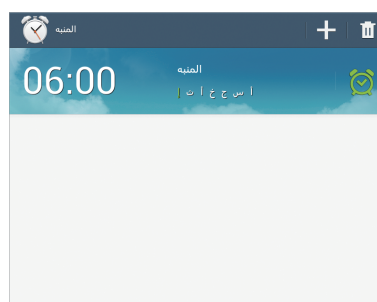 المنبه
06:00
المنبه
أ س ج خ أ ث أ